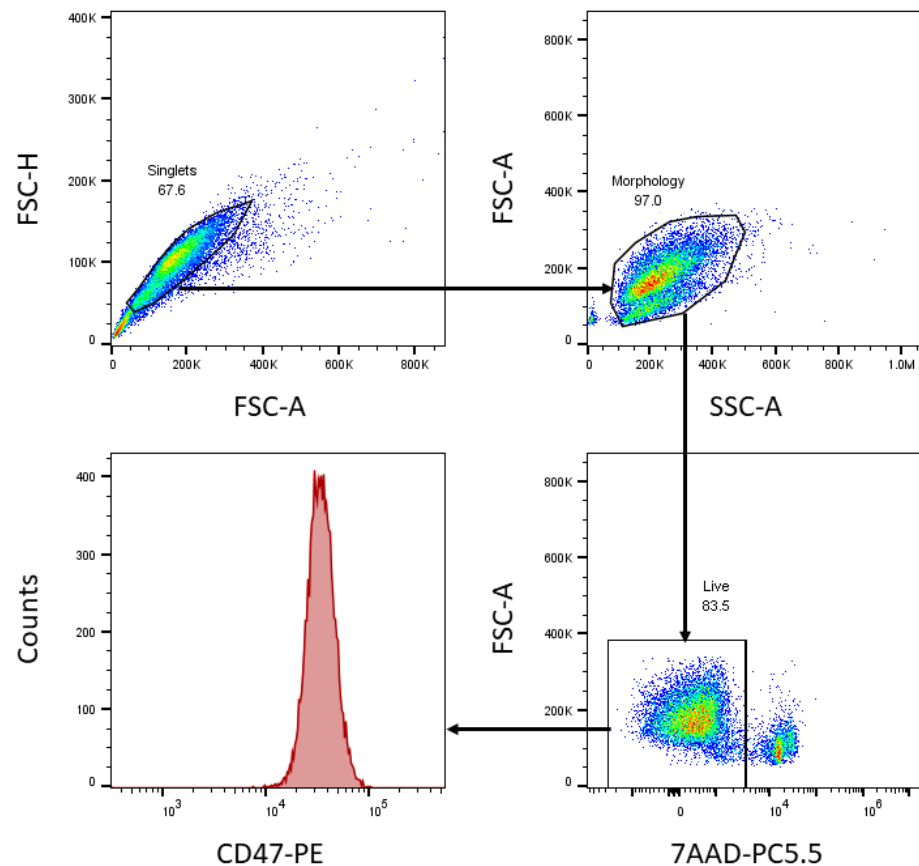 400K
300K
200K
100K
0
FSC-H
Singlets
67.6
0
200K
400K
600K
800K
FSC-A
800K
600K
400K
200K
0
FSC-A
Morphology
97.0
0
200K
400K
600K
800K
1.0M
SSC-A
400
300
200
100
0
Counts
10³
10⁴
10⁵
CD47-PE
800K
600K
400K
200K
0
FSC-A
Live
83.5
0
10⁴
10⁶
7AAD-PC5.5